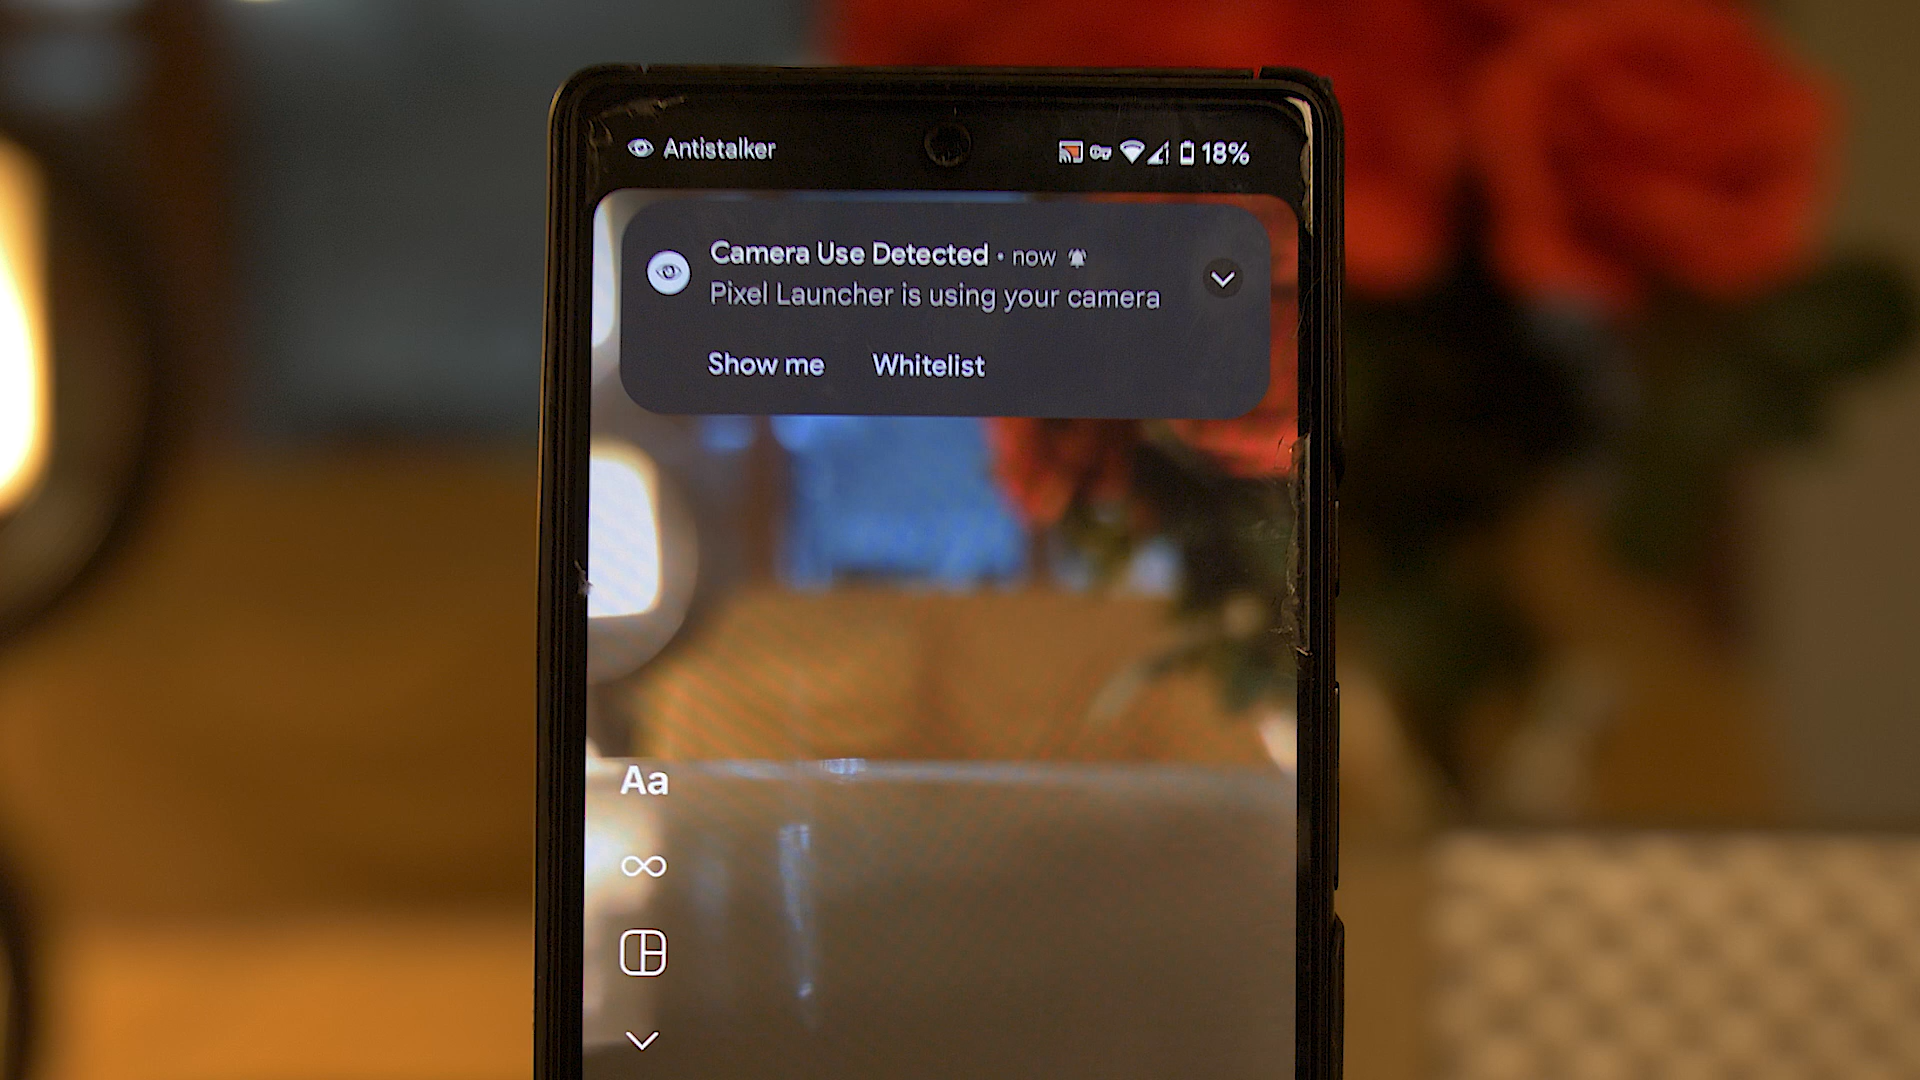 Antistalker
18%
Camera Use Detected • now
Pixel Launcher is using your camera
Show me Whitelist
Aa